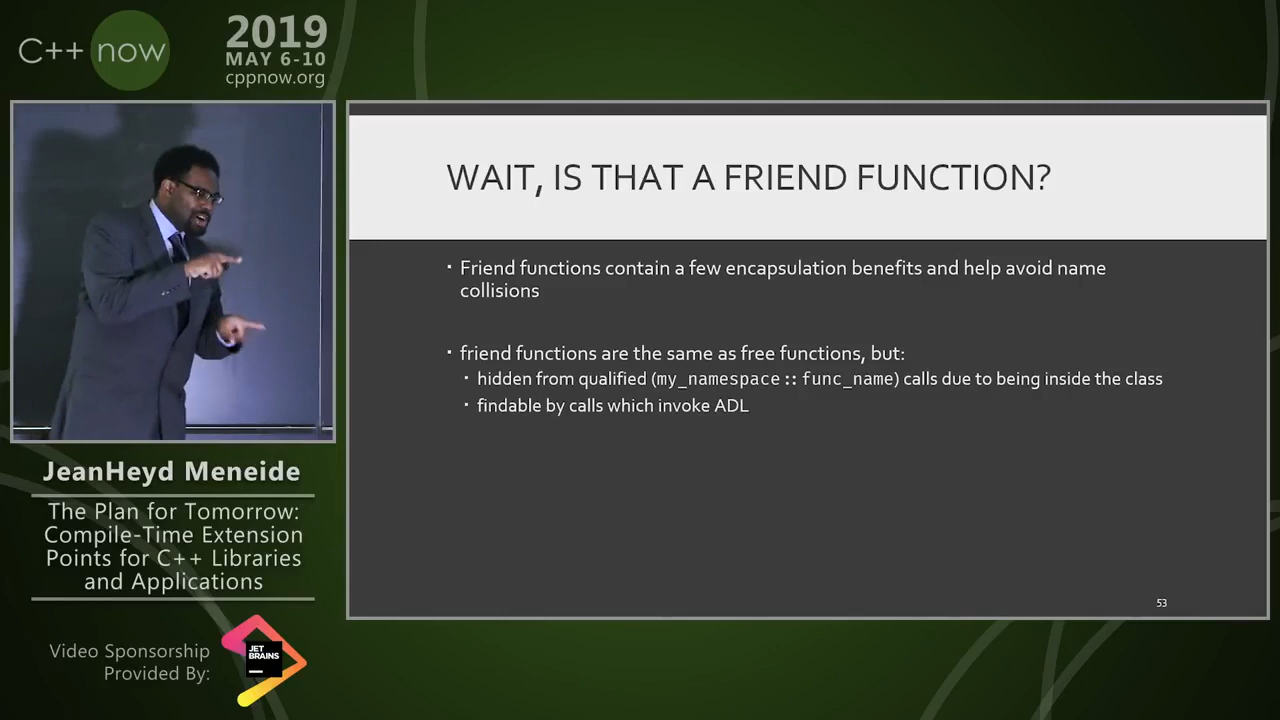 C++ now
2019
MAY 6-10
cppnow.org
WAIT, IS THAT A FRIEND FUNCTION?
▪ Friend functions contain a few encapsulation benefits and help avoid name
collisions
▪ friend functions are the same as free functions, but:
▪ hidden from qualified (my_namespace::func_name) calls due to being inside the class
▪ findable by calls which invoke ADL
53
JeanHeyd Meneide
The Plan for Tomorrow:
Compile-Time Extension
Points for C++ Libraries
and Applications
Video Sponsorship
Provided By:
JET
BRAINS